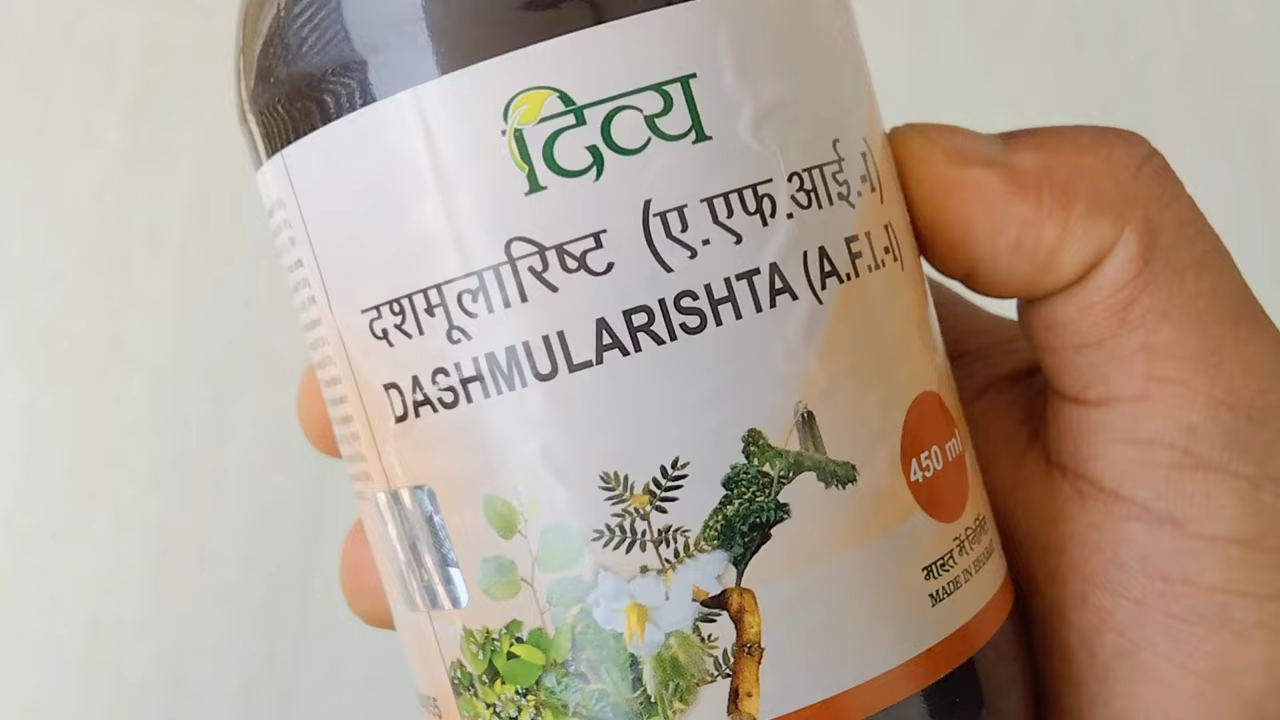 दिव्य
दशमूलारिष्ट (ए.एफ.आई.-I)
DASHMULARISHTA (A.F.I.-I)
450 ml
भारत में निर्मित
MADE IN BHARAT